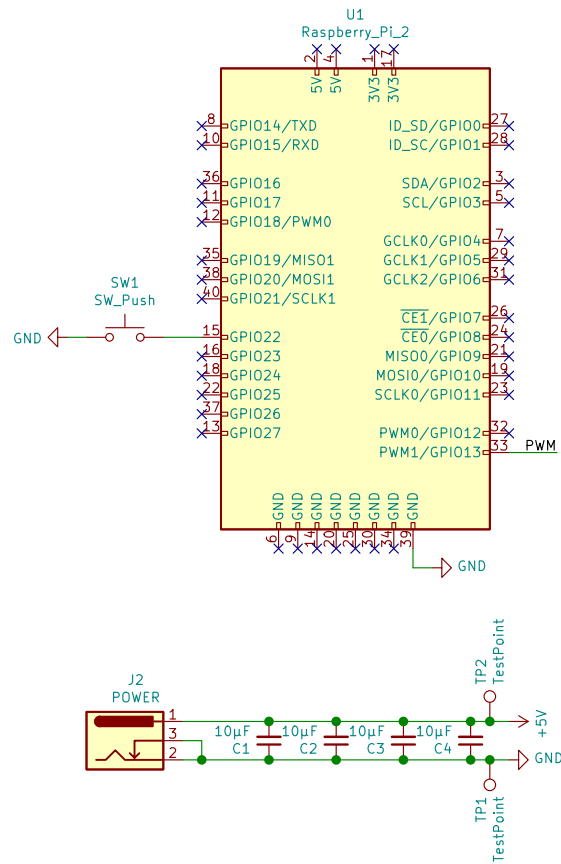 U1
Raspberry_Pi_2
2 4 1 17
5V 5V 3V3 3V3
8 GPIO14/TXD ID_SD/GPIO0 27
10 GPIO15/RXD ID_SC/GPIO1 28
36 GPIO16 SDA/GPIO2 3
11 GPIO17 SCL/GPIO3 5
12 GPIO18/PWM0
GCLK0/GPIO4 7
35 GPIO19/MISO1 GCLK1/GPIO5 29
38 GPIO20/MOSI1 GCLK2/GPIO6 31
40 GPIO21/SCLK1
SW1
SW_Push
CE1/GPIO7 26
GND 15 GPIO22 CE0/GPIO8 24
16 GPIO23 MISO0/GPIO9 21
18 GPIO24 MOSI0/GPIO10 19
22 GPIO25 SCLK0/GPIO11 23
37 GPIO26
13 GPIO27 PWM0/GPIO12 32
PWM1/GPIO13 33 PWM
GND GND GND GND GND GND GND GND
6 9 14 20 25 30 34 39
GND
J2
POWER
TP2
TestPoint
1
3
2
10µF
C1
10µF
C2
10µF
C3
10µF
C4
+5V
GND
TP1
TestPoint